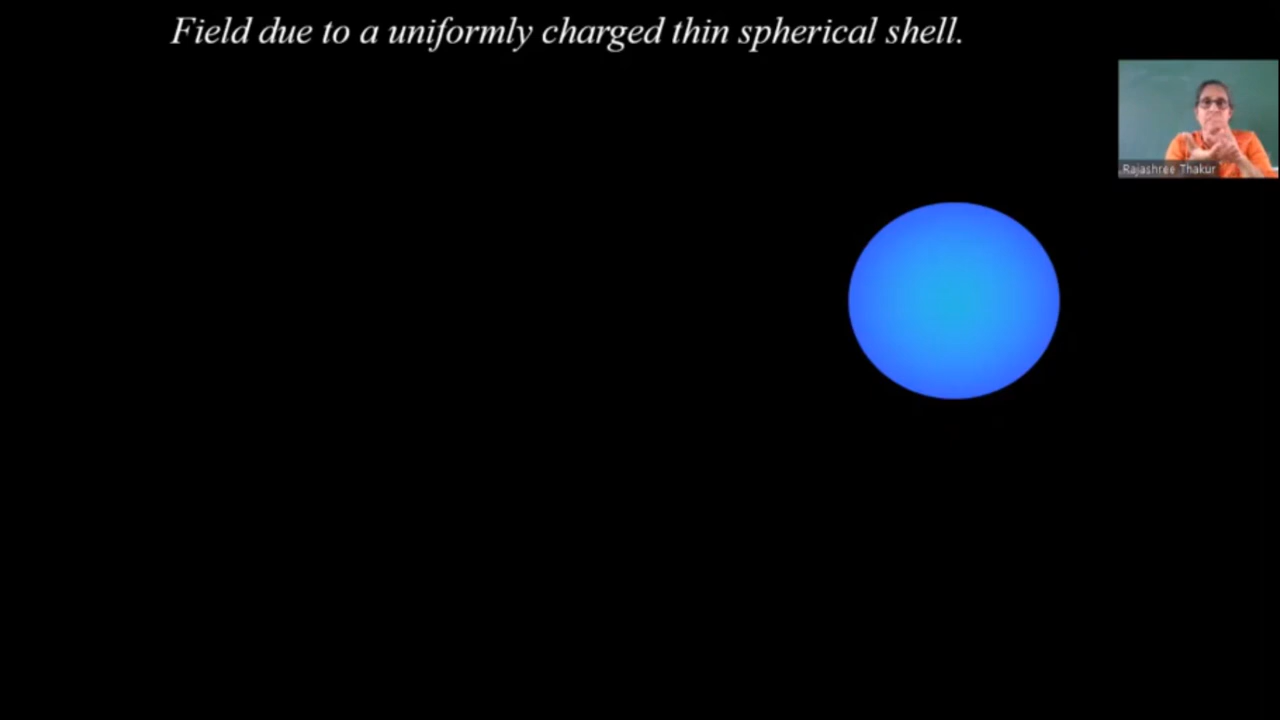 Field due to a uniformly charged thin spherical shell.
Rajashree Thakur